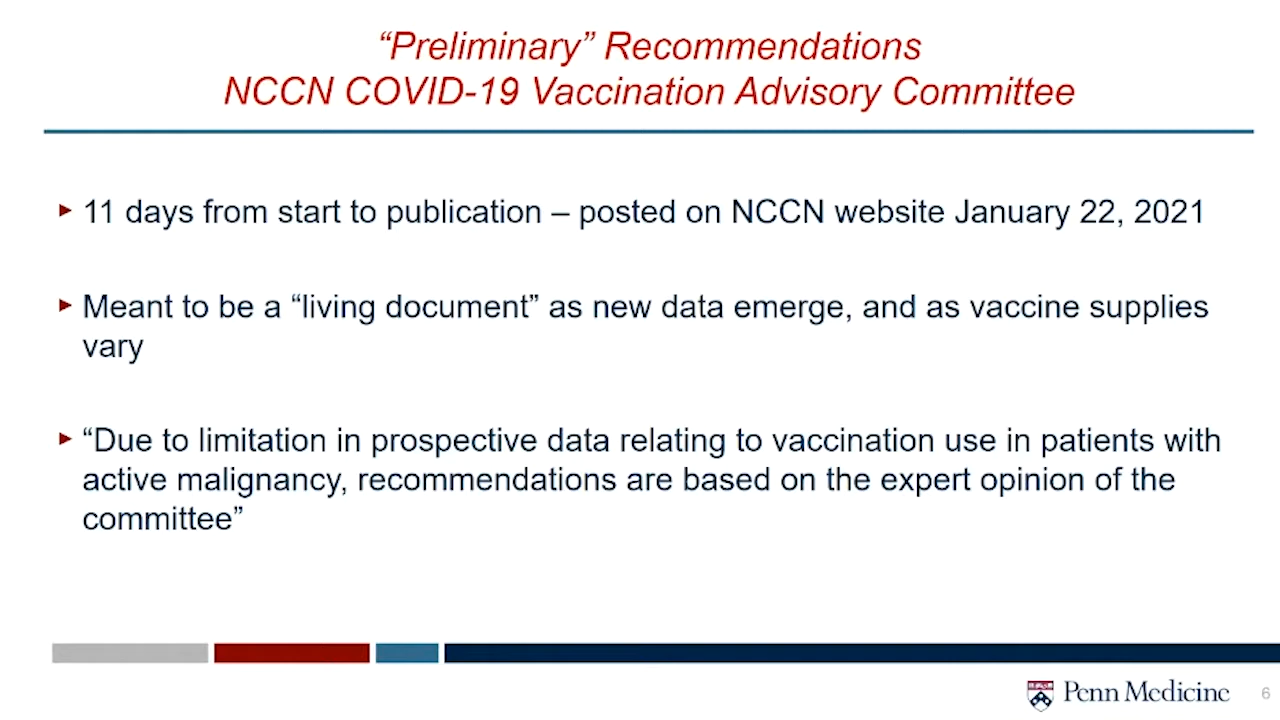 “Preliminary” Recommendations
NCCN COVID-19 Vaccination Advisory Committee
▸ 11 days from start to publication – posted on NCCN website January 22, 2021
▸ Meant to be a “living document” as new data emerge, and as vaccine supplies
vary
▸ “Due to limitation in prospective data relating to vaccination use in patients with
active malignancy, recommendations are based on the expert opinion of the
committee”
Penn Medicine
6